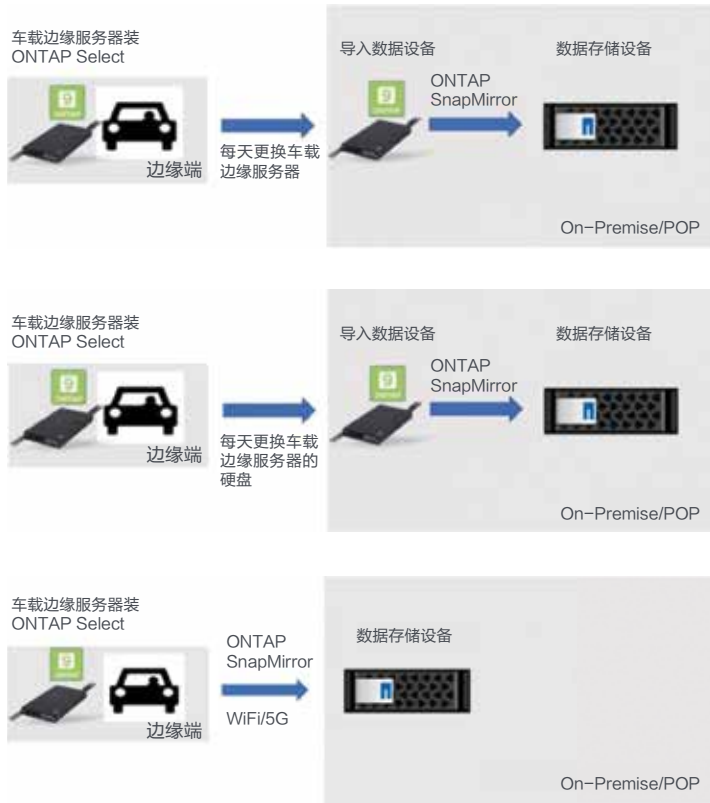 车载边缘服务器装
ONTAP Select
导入数据设备
数据存储设备
ONTAP
SnapMirror
9
边缘端
每天更换车载
边缘服务器
On-Premise/POP
车载边缘服务器装
ONTAP Select
导入数据设备
数据存储设备
ONTAP
SnapMirror
9
边缘端
每天更换车载
边缘服务器的
硬盘
On-Premise/POP
车载边缘服务器装
ONTAP Select
ONTAP
SnapMirror
数据存储设备
9
WiFi/5G
边缘端
On-Premise/POP